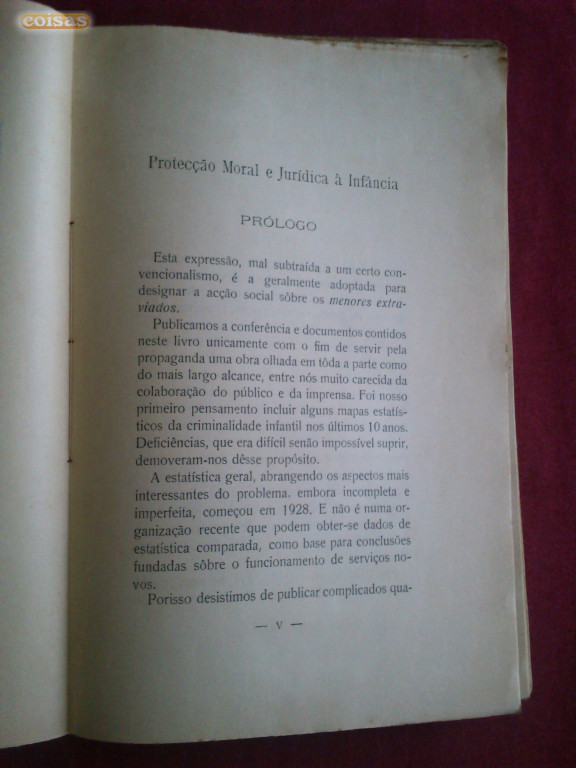 coisas
Protecção Moral e Jurídica à Infância
PRÓLOGO
Esta expressão, mal subtraída a um certo con-
vencionalismo, é a geralmente adoptada para
designar a acção social sôbre os menores extra-
viados.
Publicamos a conferência e documentos contidos
neste livro unicamente com o fim de servir pela
propaganda uma obra olhada em tôda a parte como
do mais largo alcance, entre nós muito carecida da
colaboração do público e da imprensa. Foi nosso
primeiro pensamento incluir alguns mapas estatís-
ticos da criminalidade infantil nos últimos 10 anos.
Deficiências, que era difícil senão impossível suprir,
demoveram-nos dêsse propósito.
A estatística geral, abrangendo os aspectos mais
interessantes do problema. embora incompleta e
imperfeita, começou em 1928. E não é numa or-
ganização recente que podem obter-se dados de
estatística comparada, como base para conclusões
fundadas sôbre o funcionamento de serviços no-
vos.
Porisso desistímos de publicar complicados qua-
— V —